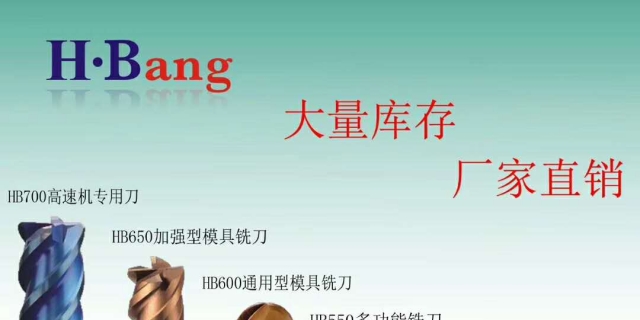 H·Bang
大量库存
厂家直销
HB700高速机专用刀
HB650加强型模具铣刀
HB600通用型模具铣刀
HB550多功能铣刀